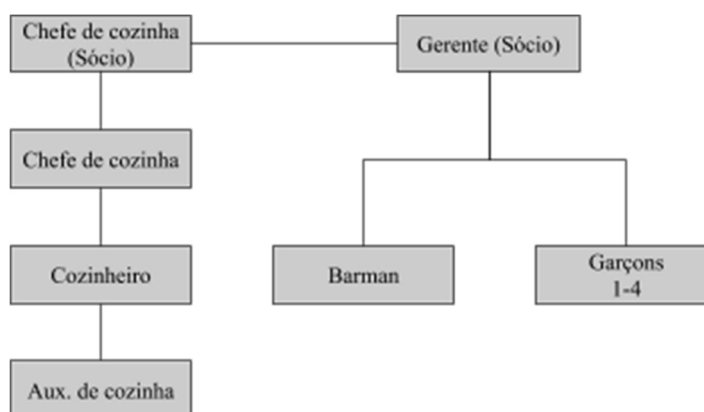 Chefe de cozinha
(Sócio)
Gerente (Sócio)
Chefe de cozinha
Cozinheiro
Barman
Garçons
1-4
Aux. de cozinha